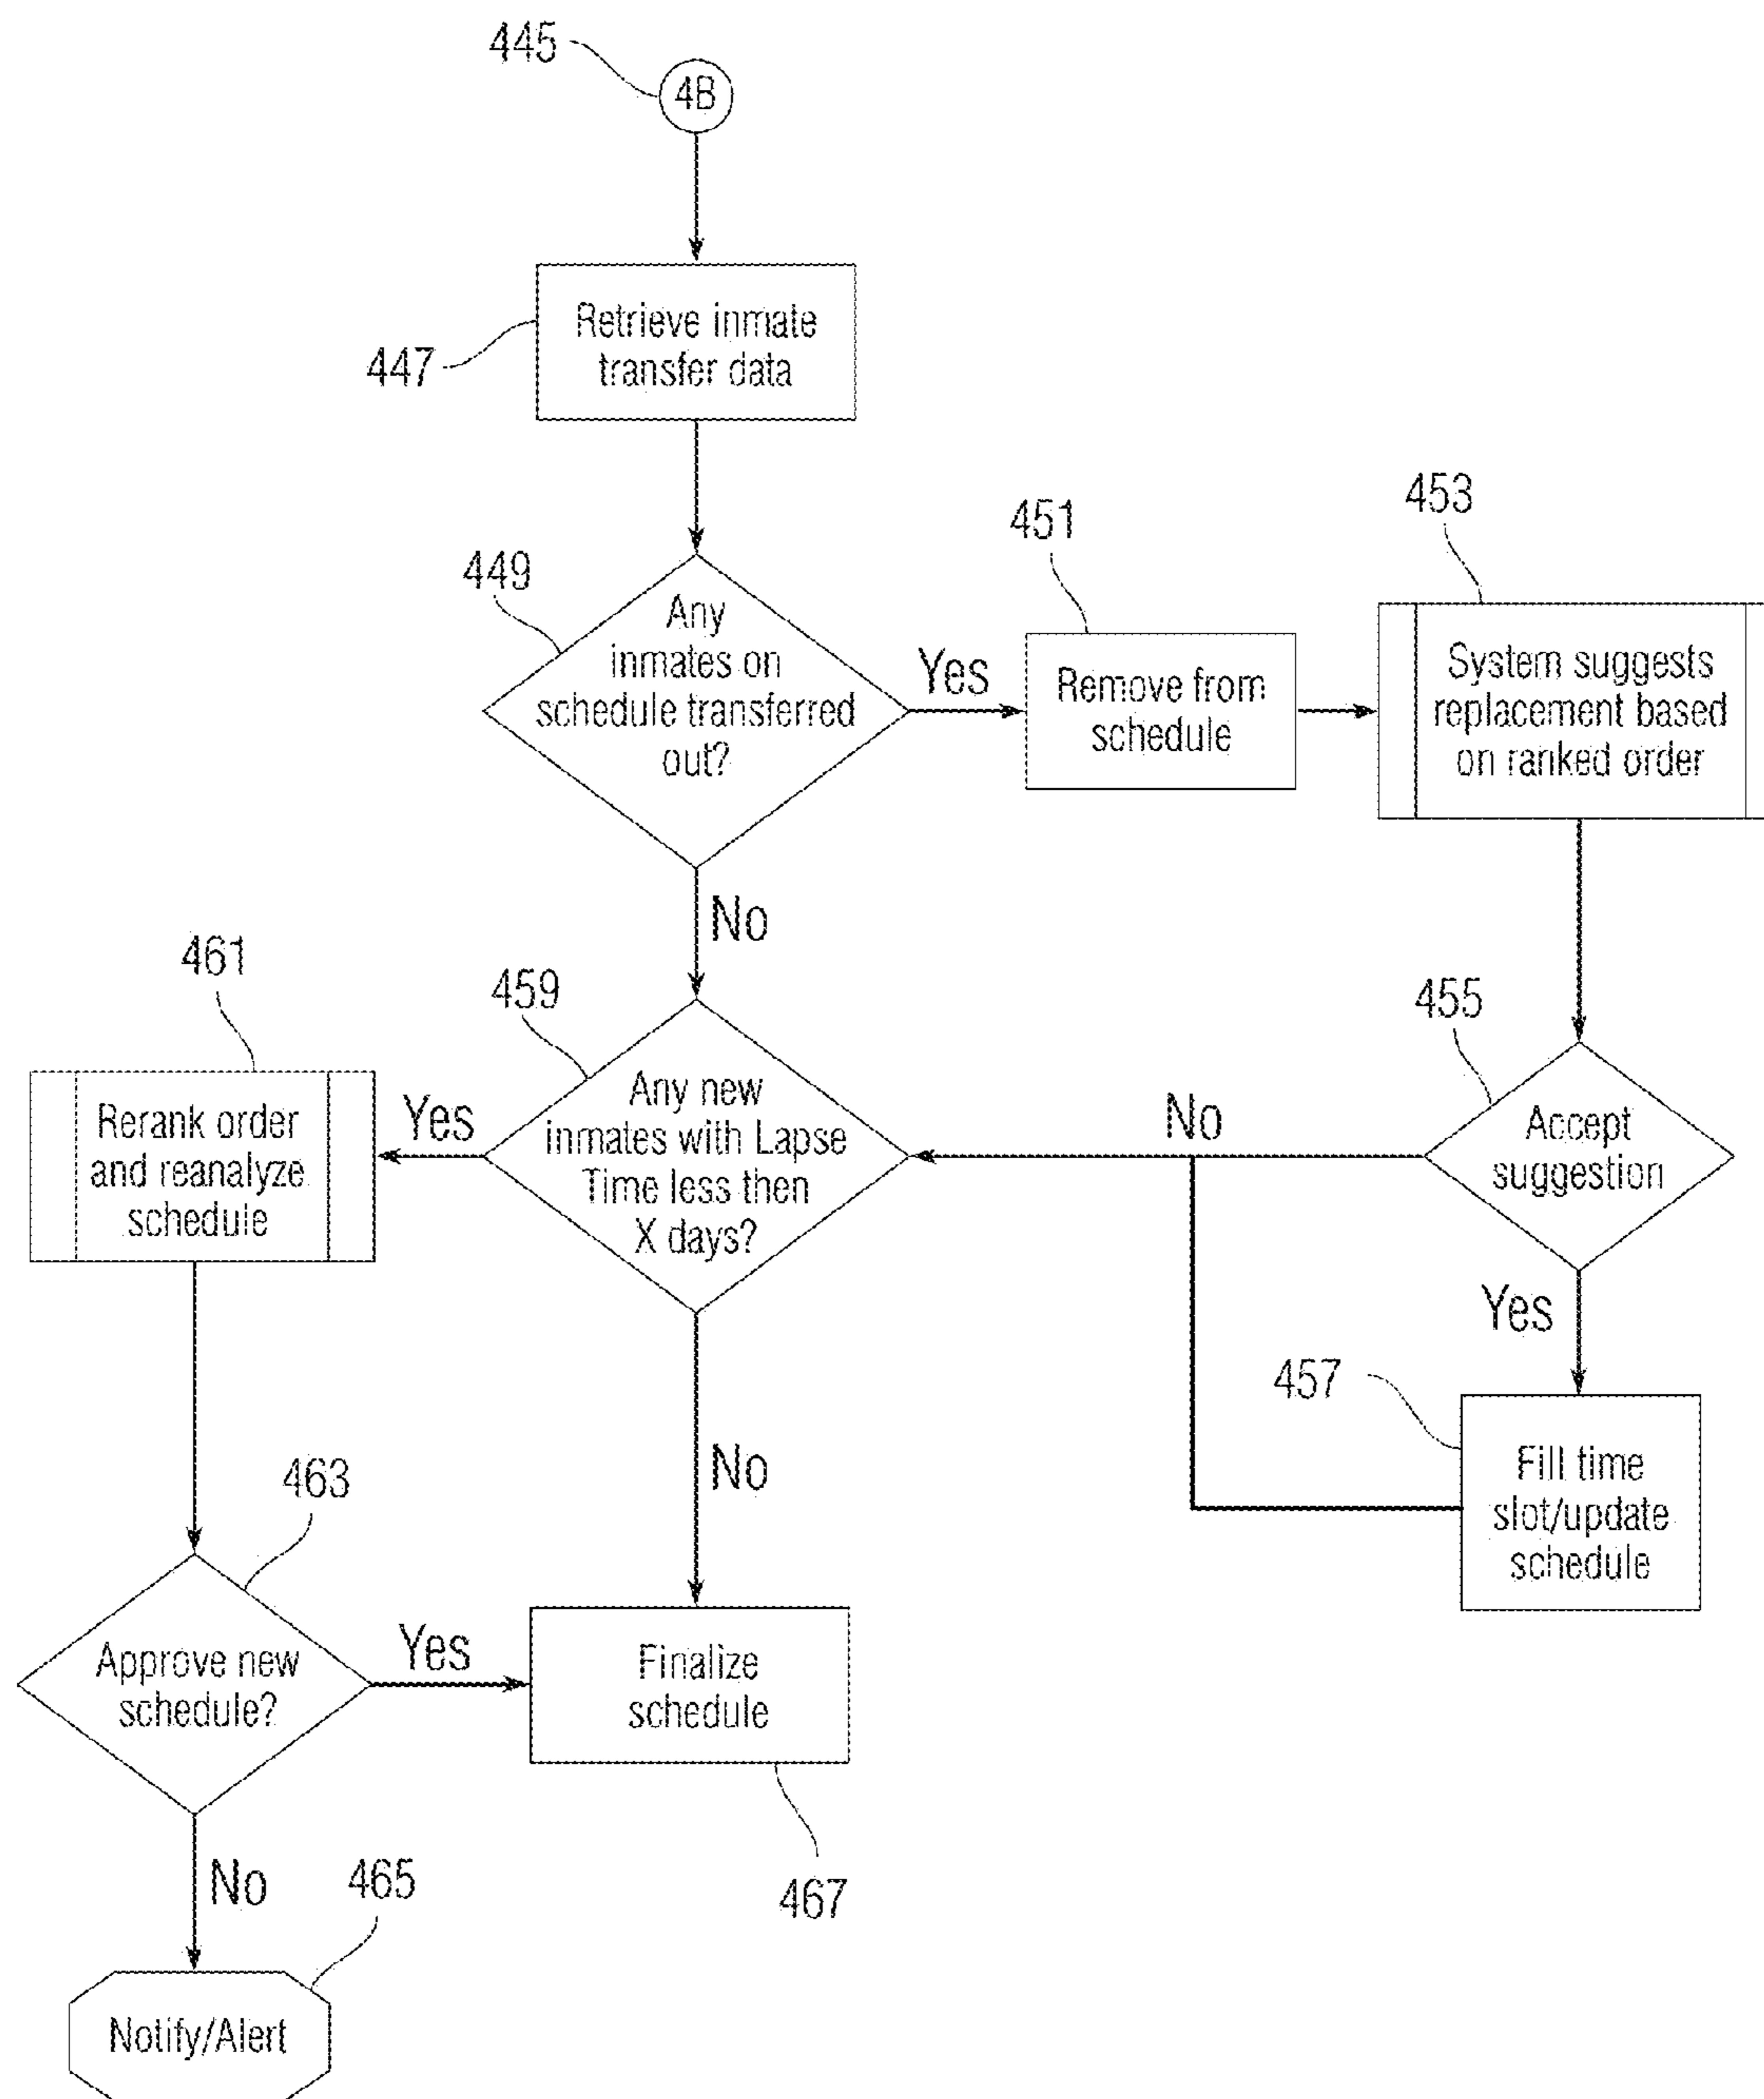 445
4B
447
Retrieve inmate
transfer data
449
Any
inmates on
schedule transferred
out?
Yes
451
Remove from
schedule
453
System suggests
replacement based
on ranked order
No
461
Rerank order
and reanalyze
schedule
Yes
459
Any new
inmates with Lapse
Time less then
X days?
No
455
Accept
suggestion
Yes
457
Fill time
slot/update
schedule
No
463
Approve new
schedule?
Yes
Finalize
schedule
467
No
465
Notify/Alert